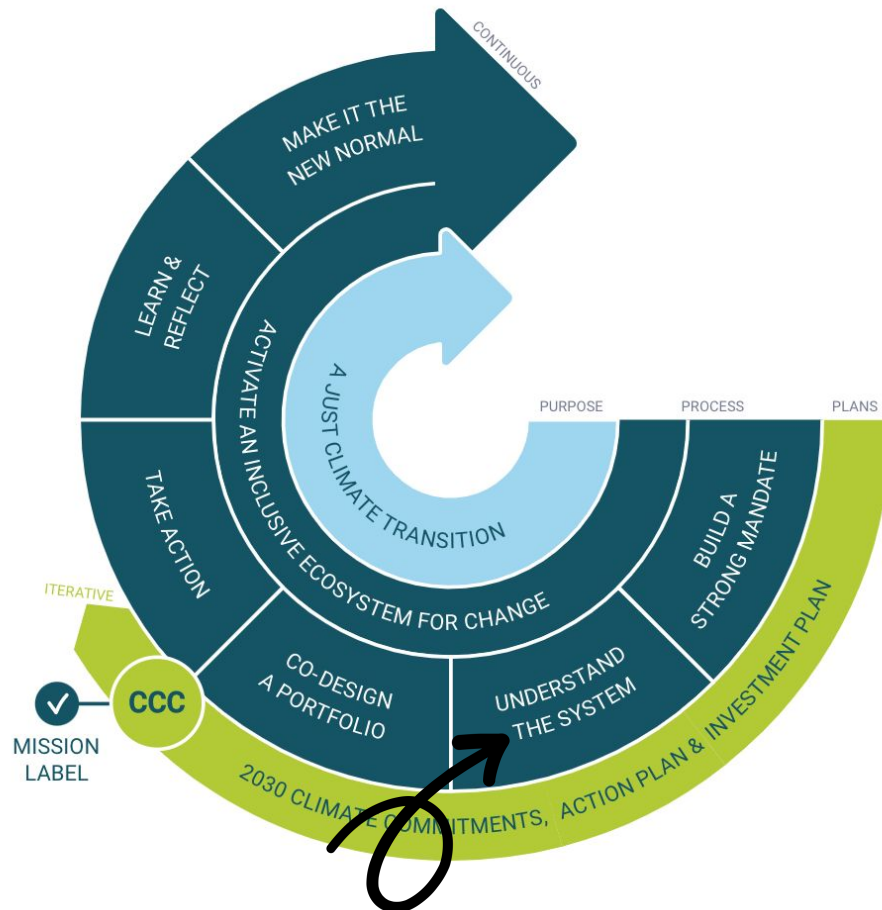 CONTINUOUS
MAKE IT THE
NEW NORMAL
LEARN &
REFLECT
ACTIVATE AN INCLUSIVE ECOSYSTEM FOR CHANGE
A JUST CLIMATE TRANSITION
PURPOSE
PROCESS
PLANS
TAKE ACTION
BUILD A
STRONG MANDATE
ITERATIVE
CO-DESIGN
A PORTFOLIO
UNDERSTAND
THE SYSTEM
CCC
MISSION
LABEL
2030 CLIMATE COMMITMENTS, ACTION PLAN & INVESTMENT PLAN